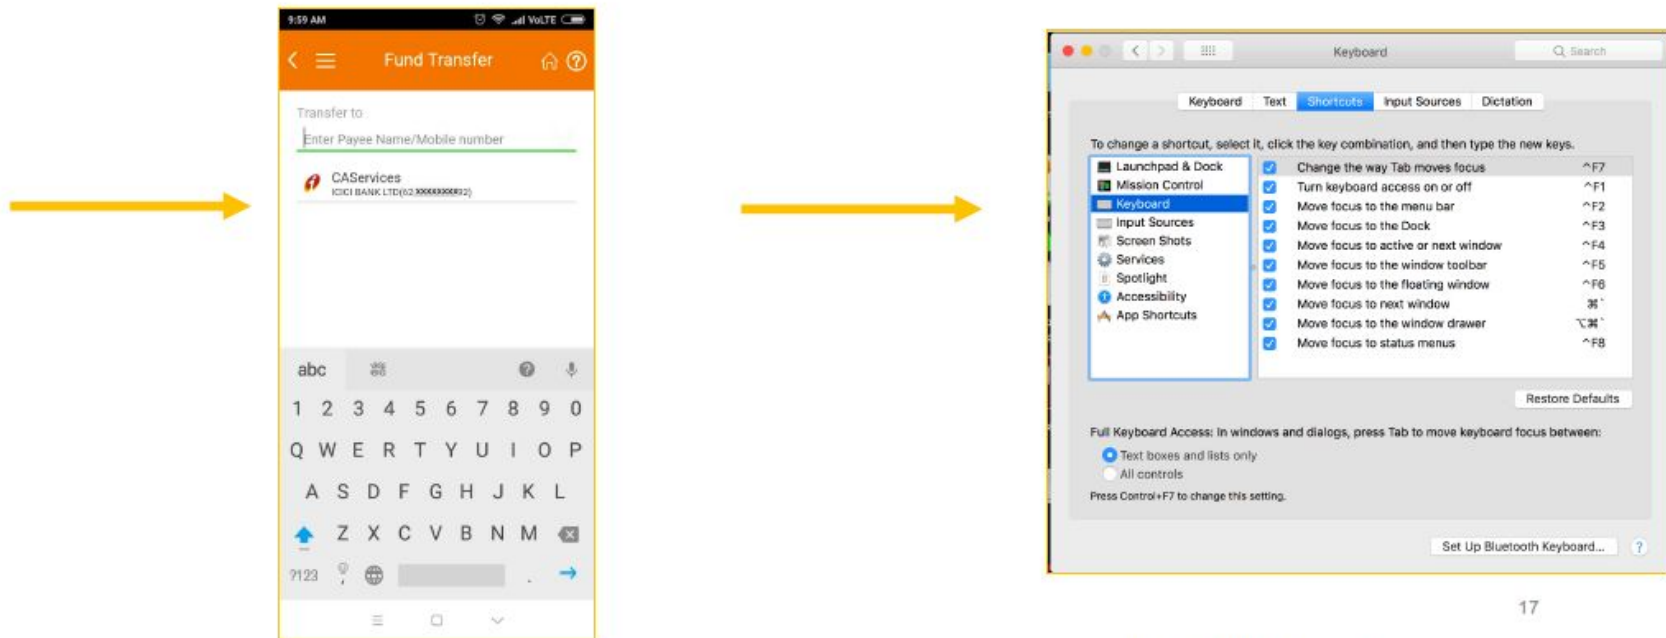 9:59 AM
VoLTE
Fund Transfer
Transfer to
Enter Payee Name/Mobile number
CAServices
ICICI BANK LTD(62XXXXXXXXX92)
abc
1 2 3 4 5 6 7 8 9 0
Q W E R T Y U I O P
A S D F G H J K L
Z X C V B N M
?123 , .
Keyboard
Search
Keyboard Text Shortcuts Input Sources Dictation
To change a shortcut, select it, click the key combination, and then type the new keys.
Launchpad & Dock
Mission Control
Keyboard
Input Sources
Screen Shots
Services
Spotlight
Accessibility
App Shortcuts
Change the way Tab moves focus ^F7
Turn keyboard access on or off ^F1
Move focus to the menu bar ^F2
Move focus to the Dock ^F3
Move focus to active or next window ^F4
Move focus to the window toolbar ^F5
Move focus to the floating window ^F6
Move focus to next window ⌘`
Move focus to the window drawer ⌥⌘`
Move focus to status menus ^F8
Restore Defaults
Full Keyboard Access: In windows and dialogs, press Tab to move keyboard focus between:
Text boxes and lists only
All controls
Press Control+F7 to change this setting.
Set Up Bluetooth Keyboard... ?
17